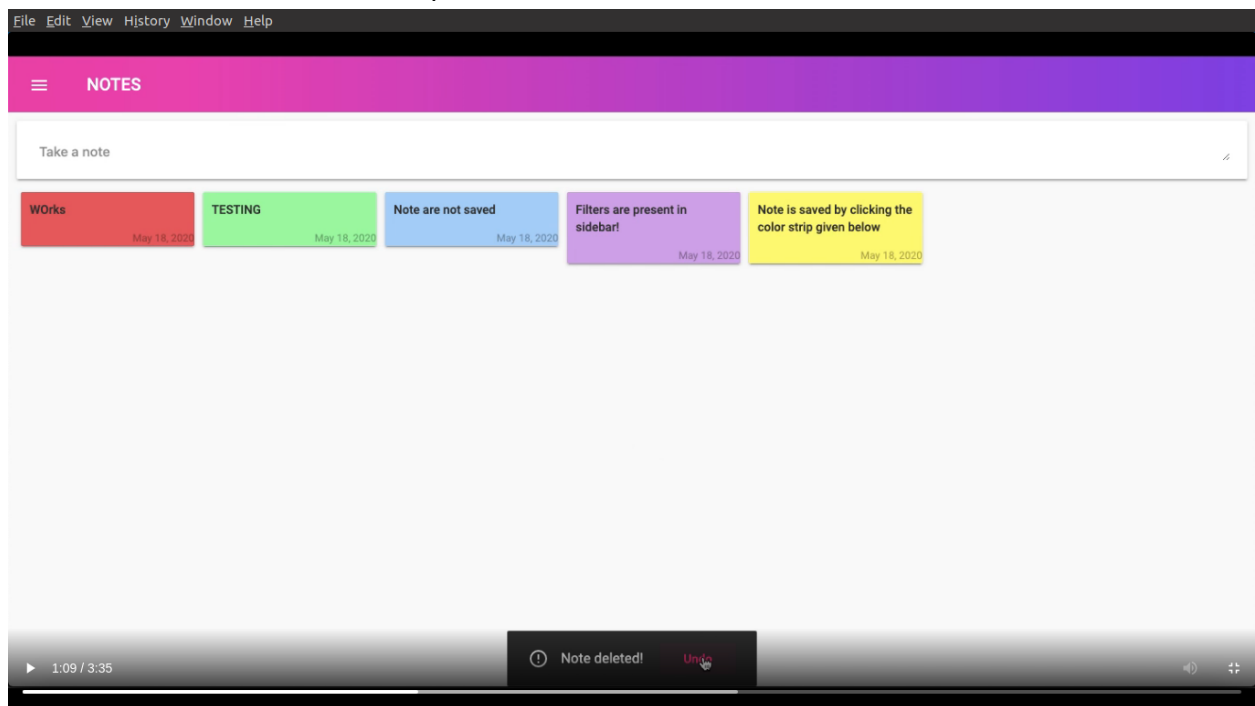 File Edit View History Window Help
NOTES
Take a note
WOrks
May 18, 2020
TESTING
May 18, 2020
Note are not saved
May 18, 2020
Filters are present in
sidebar!
May 18, 2020
Note is saved by clicking the
color strip given below
May 18, 2020
Note deleted! Undo
1:09 / 3:35